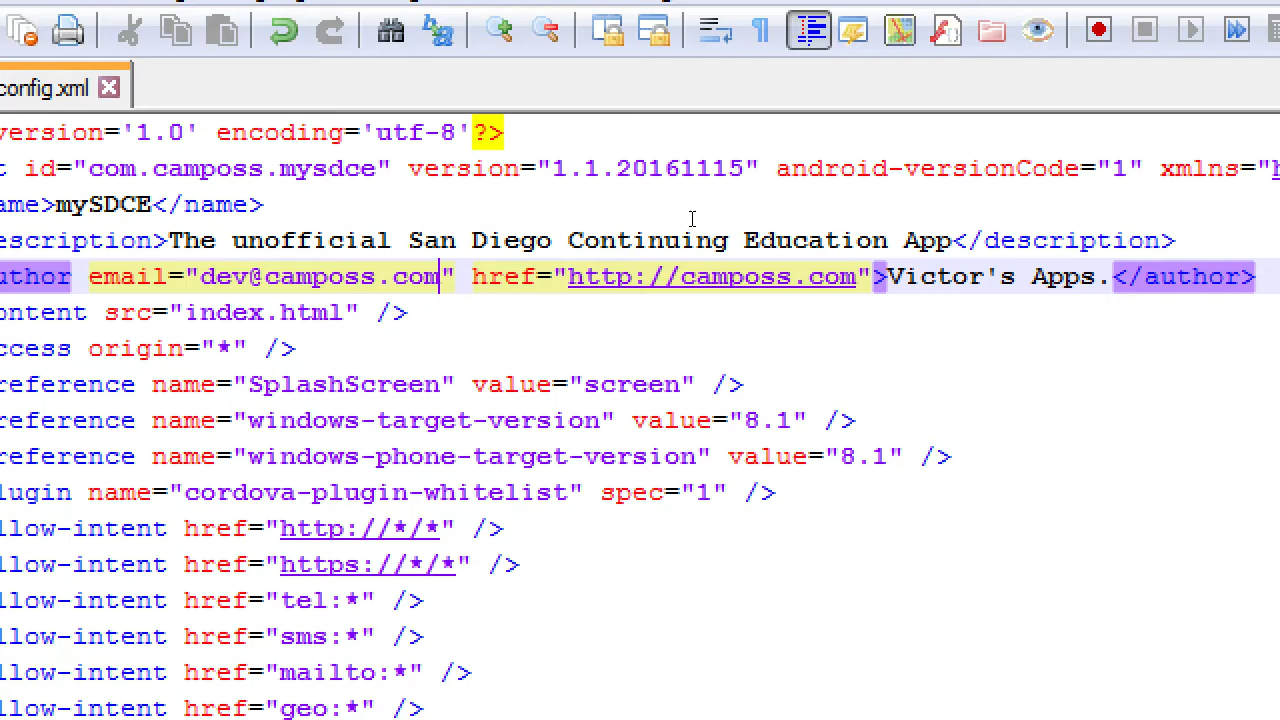 config.xml
version='1.0' encoding='utf-8'?>
t id="com.camposs.mysdce" version="1.1.20161115" android-versionCode="1" xmlns="h
ame>mySDCE</name>
escription>The unofficial San Diego Continuing Education App</description>
uthor email="dev@camposs.com" href="http://camposs.com">Victor's Apps.</author>
ontent src="index.html" />
ccess origin="*" />
reference name="SplashScreen" value="screen" />
reference name="windows-target-version" value="8.1" />
reference name="windows-phone-target-version" value="8.1" />
lugin name="cordova-plugin-whitelist" spec="1" />
llow-intent href="http://*/*" />
llow-intent href="https://*/*" />
llow-intent href="tel:*" />
llow-intent href="sms:*" />
llow-intent href="mailto:*" />
llow-intent href="geo:*" />